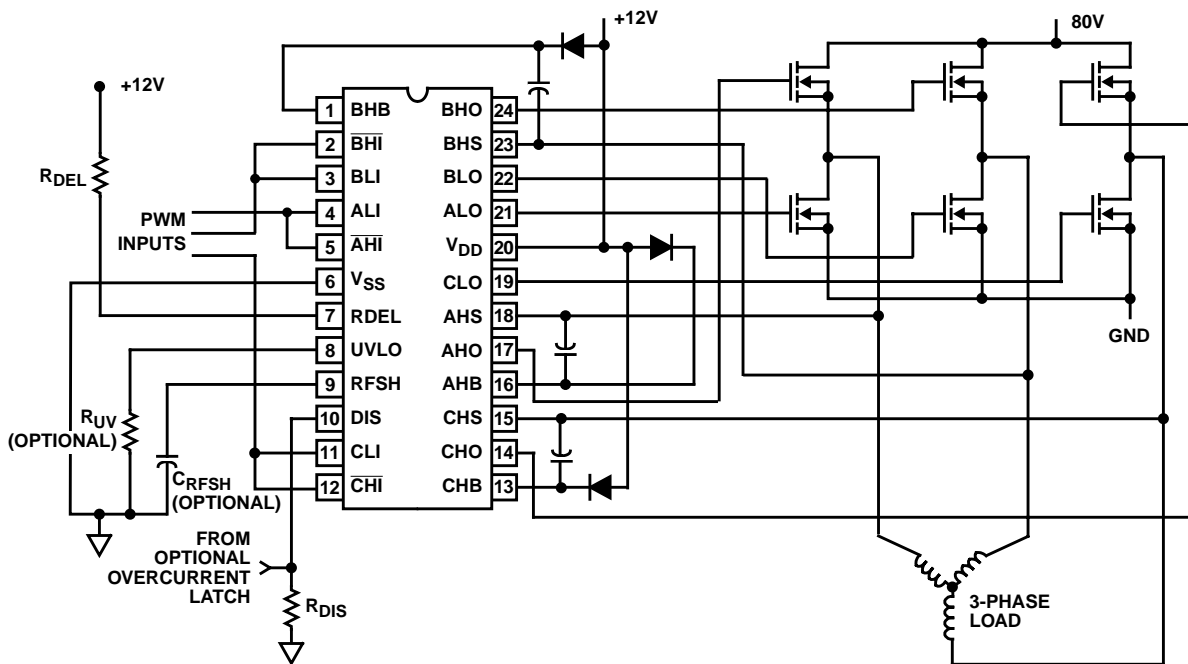 +12V
80V
+12V
R_DEL
PWM
INPUTS
R_UV
(OPTIONAL)
C_RFSH
(OPTIONAL)
FROM
OPTIONAL
OVERCURRENT
LATCH
R_DIS
1 BHB BHO 24
2 B̅H̅I̅ BHS 23
3 BLI BLO 22
4 ALI ALO 21
5 A̅H̅I̅ V_DD 20
6 V_SS CLO 19
7 RDEL AHS 18
8 UVLO AHO 17
9 RFSH AHB 16
10 DIS CHS 15
11 CLI CHO 14
12 C̅H̅I̅ CHB 13
GND
3-PHASE
LOAD